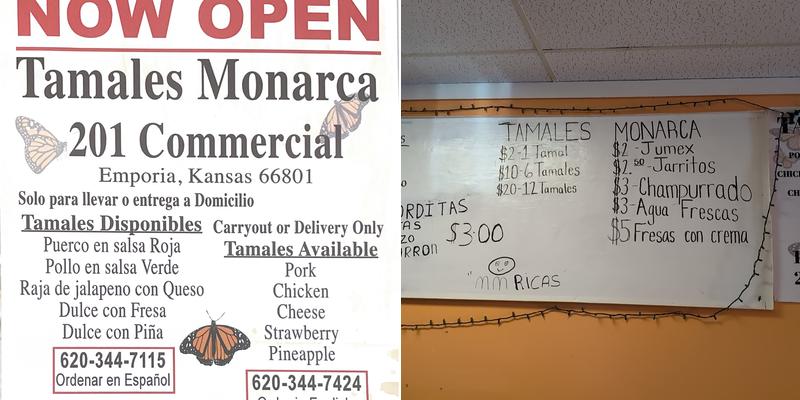 NOW OPEN
Tamales Monarca
201 Commercial
Emporia, Kansas 66801
Solo para llevar o entrega a Domicilio
Tamales Disponibles
Puerco en salsa Roja
Pollo en salsa Verde
Raja de jalapeno con Queso
Dulce con Fresa
Dulce con Piña
620-344-7115
Ordenar en Español
Carryout or Delivery Only
Tamales Available
Pork
Chicken
Cheese
Strawberry
Pineapple
620-344-7424
TAMALES
$2-1 Tamal
$10-6 Tamales
$20-12 Tamales
MONARCA
$2-Jumex
$2.50-Jarritos
$3-Champurrado
$3-Agua Frescas
$5 Fresas con crema
ORDITAS
$3.00
"MM RICAS